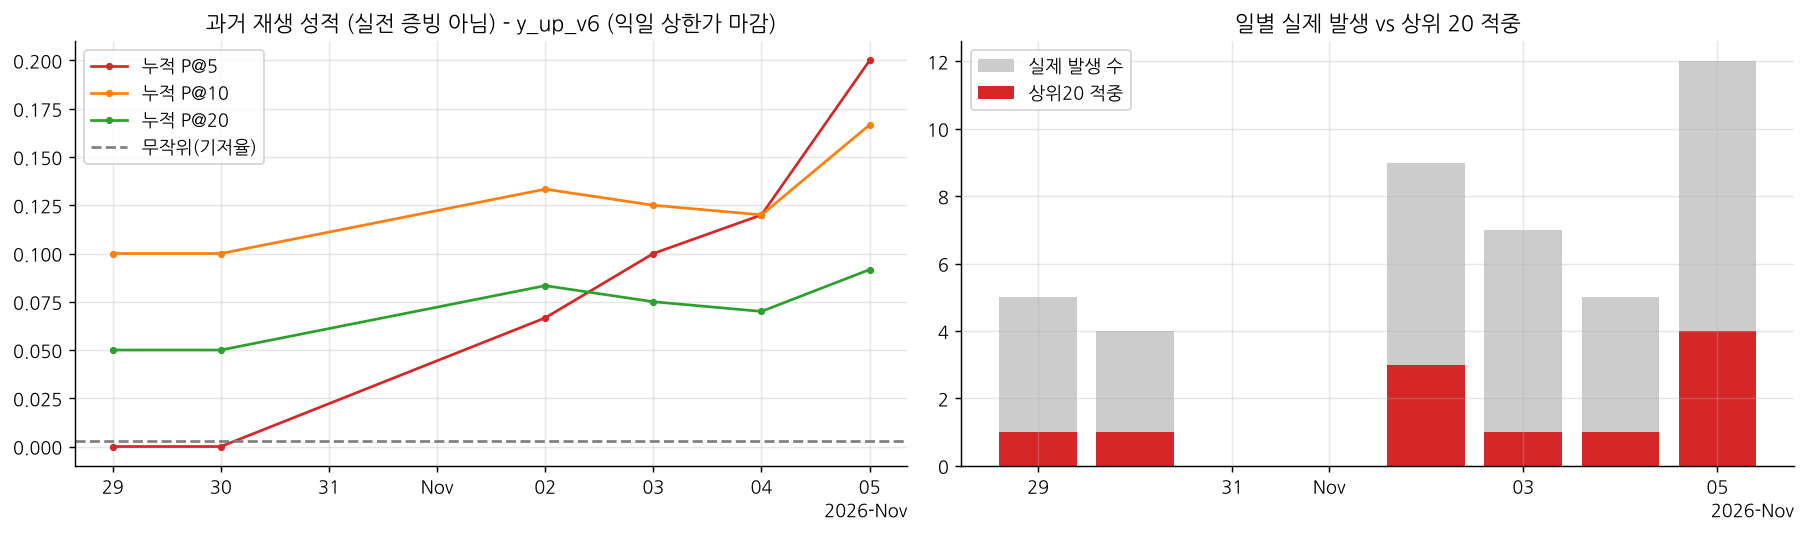 과거 재생 성적 (실전 증빙 아님) - y_up_v6 (익일 상한가 마감)
누적 P@5
누적 P@10
누적 P@20
무작위(기저율)
0.200
0.175
0.150
0.125
0.100
0.075
0.050
0.025
0.000
29 30 31 Nov 02 03 04 05
2026-Nov
일별 실제 발생 vs 상위 20 적중
실제 발생 수
상위20 적중
12
10
8
6
4
2
0
29 31 Nov 03 05
2026-Nov